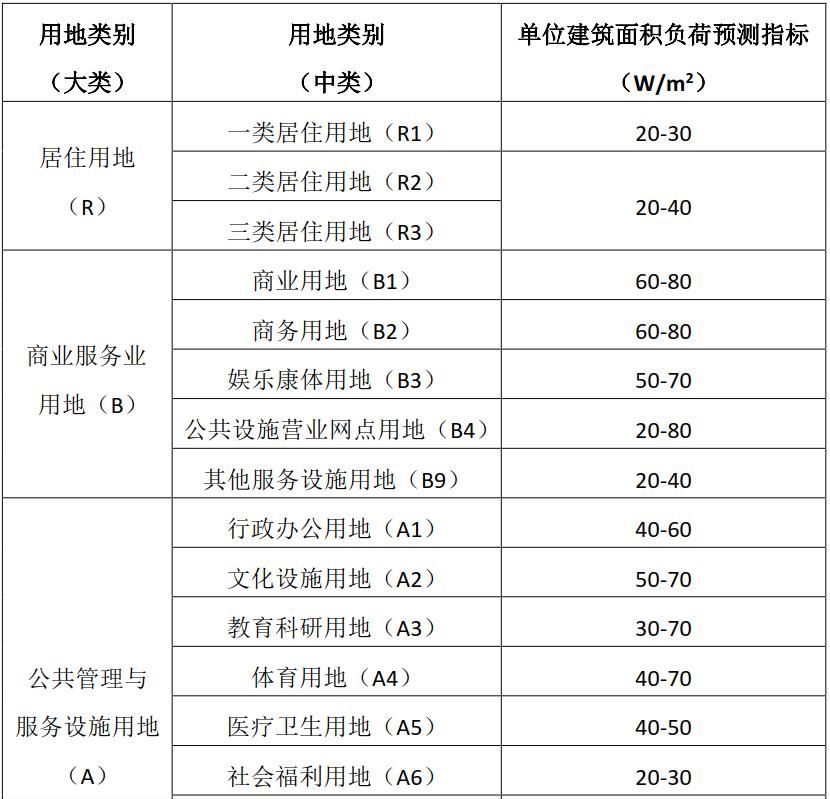 用地类别
（大类）
用地类别
（中类）
单位建筑面积负荷预测指标
（W/m²）
居住用地
（R）
一类居住用地（R1）
20-30
二类居住用地（R2）
三类居住用地（R3）
20-40
商业服务业
用地（B）
商业用地（B1）
60-80
商务用地（B2）
60-80
娱乐康体用地（B3）
50-70
公共设施营业网点用地（B4）
20-80
其他服务设施用地（B9）
20-40
公共管理与
服务设施用地
（A）
行政办公用地（A1）
40-60
文化设施用地（A2）
50-70
教育科研用地（A3）
30-70
体育用地（A4）
40-70
医疗卫生用地（A5）
40-50
社会福利用地（A6）
20-30